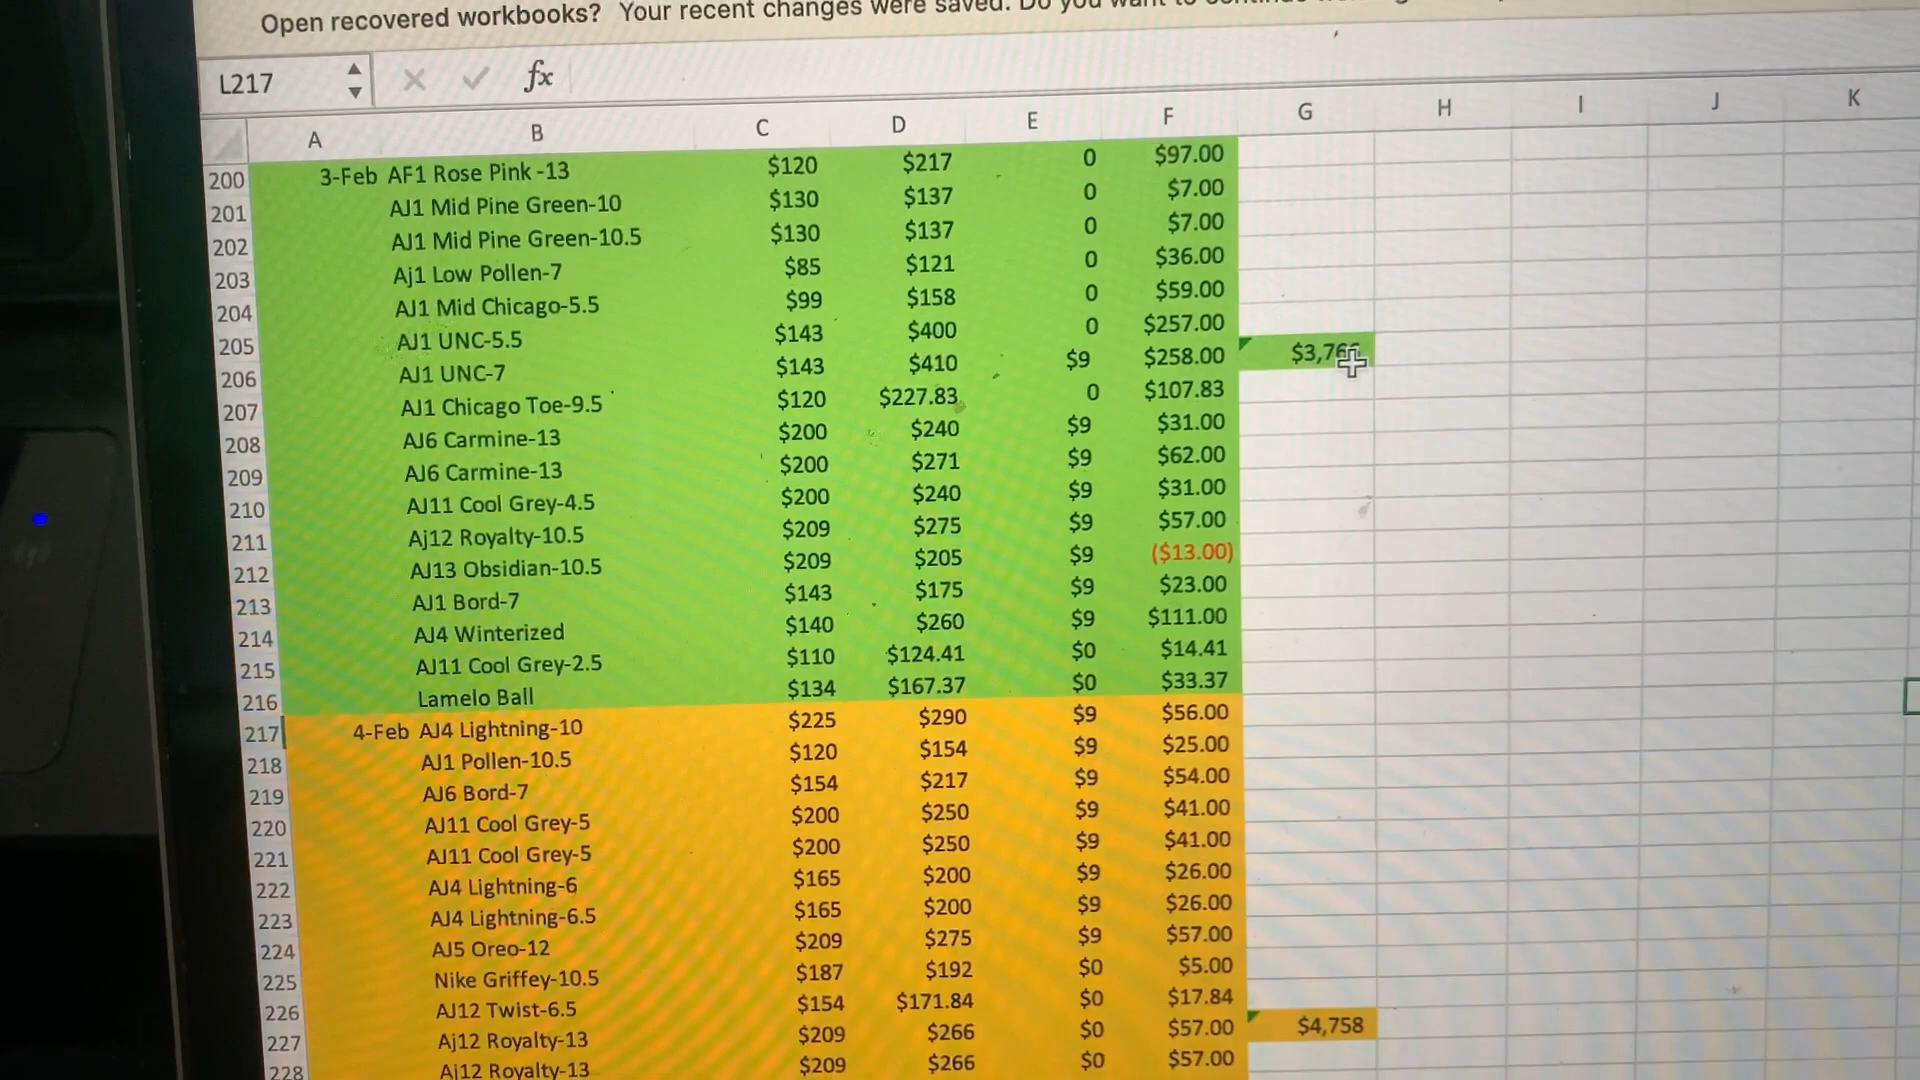 Open recovered workbooks? Your recent changes were saved. Do you want to
L217 fx
A B C D E F G H I J K
200 3-Feb AF1 Rose Pink -13 $120 $217 0 $97.00
201 AJ1 Mid Pine Green-10 $130 $137 0 $7.00
202 AJ1 Mid Pine Green-10.5 $130 $137 0 $7.00
203 Aj1 Low Pollen-7 $85 $121 0 $36.00
204 AJ1 Mid Chicago-5.5 $99 $158 0 $59.00
205 AJ1 UNC-5.5 $143 $400 0 $257.00
206 AJ1 UNC-7 $143 $410 $9 $258.00
207 AJ1 Chicago Toe-9.5 $120 $227.83 0 $107.83
208 AJ6 Carmine-13 $200 $240 $9 $31.00
209 AJ6 Carmine-13 $200 $271 $9 $62.00
210 AJ11 Cool Grey-4.5 $200 $240 $9 $31.00
211 Aj12 Royalty-10.5 $209 $275 $9 $57.00
212 AJ13 Obsidian-10.5 $209 $205 $9 ($13.00)
213 AJ1 Bord-7 $143 $175 $9 $23.00
214 AJ4 Winterized $140 $260 $9 $111.00
215 AJ11 Cool Grey-2.5 $110 $124.41 $0 $14.41
216 Lamelo Ball $134 $167.37 $0 $33.37
217 4-Feb AJ4 Lightning-10 $225 $290 $9 $56.00
218 AJ1 Pollen-10.5 $120 $154 $9 $25.00
219 AJ6 Bord-7 $154 $217 $9 $54.00
220 AJ11 Cool Grey-5 $200 $250 $9 $41.00
221 AJ11 Cool Grey-5 $200 $250 $9 $41.00
222 AJ4 Lightning-6 $165 $200 $9 $26.00
223 AJ4 Lightning-6.5 $165 $200 $9 $26.00
224 AJ5 Oreo-12 $209 $275 $9 $57.00
225 Nike Griffey-10.5 $187 $192 $0 $5.00
226 AJ12 Twist-6.5 $154 $171.84 $0 $17.84
227 Aj12 Royalty-13 $209 $266 $0 $57.00 $4,758
228 Aj12 Royalty-13 $209 $266 $0 $57.00